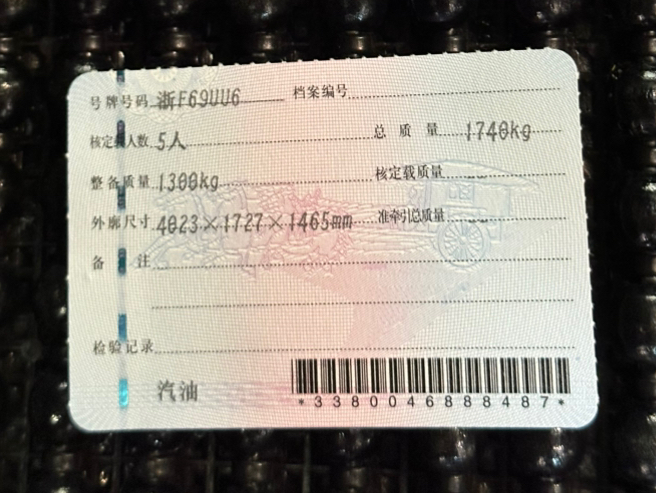 号牌号码 浙F69UU6 档案编号
核定载人数 5人 总质量 1740kg
整备质量 1300kg 核定载质量 --
外廓尺寸 4023×1727×1465mm 准牵引总质量 --
备注
检验记录
汽油
*3380046888487*